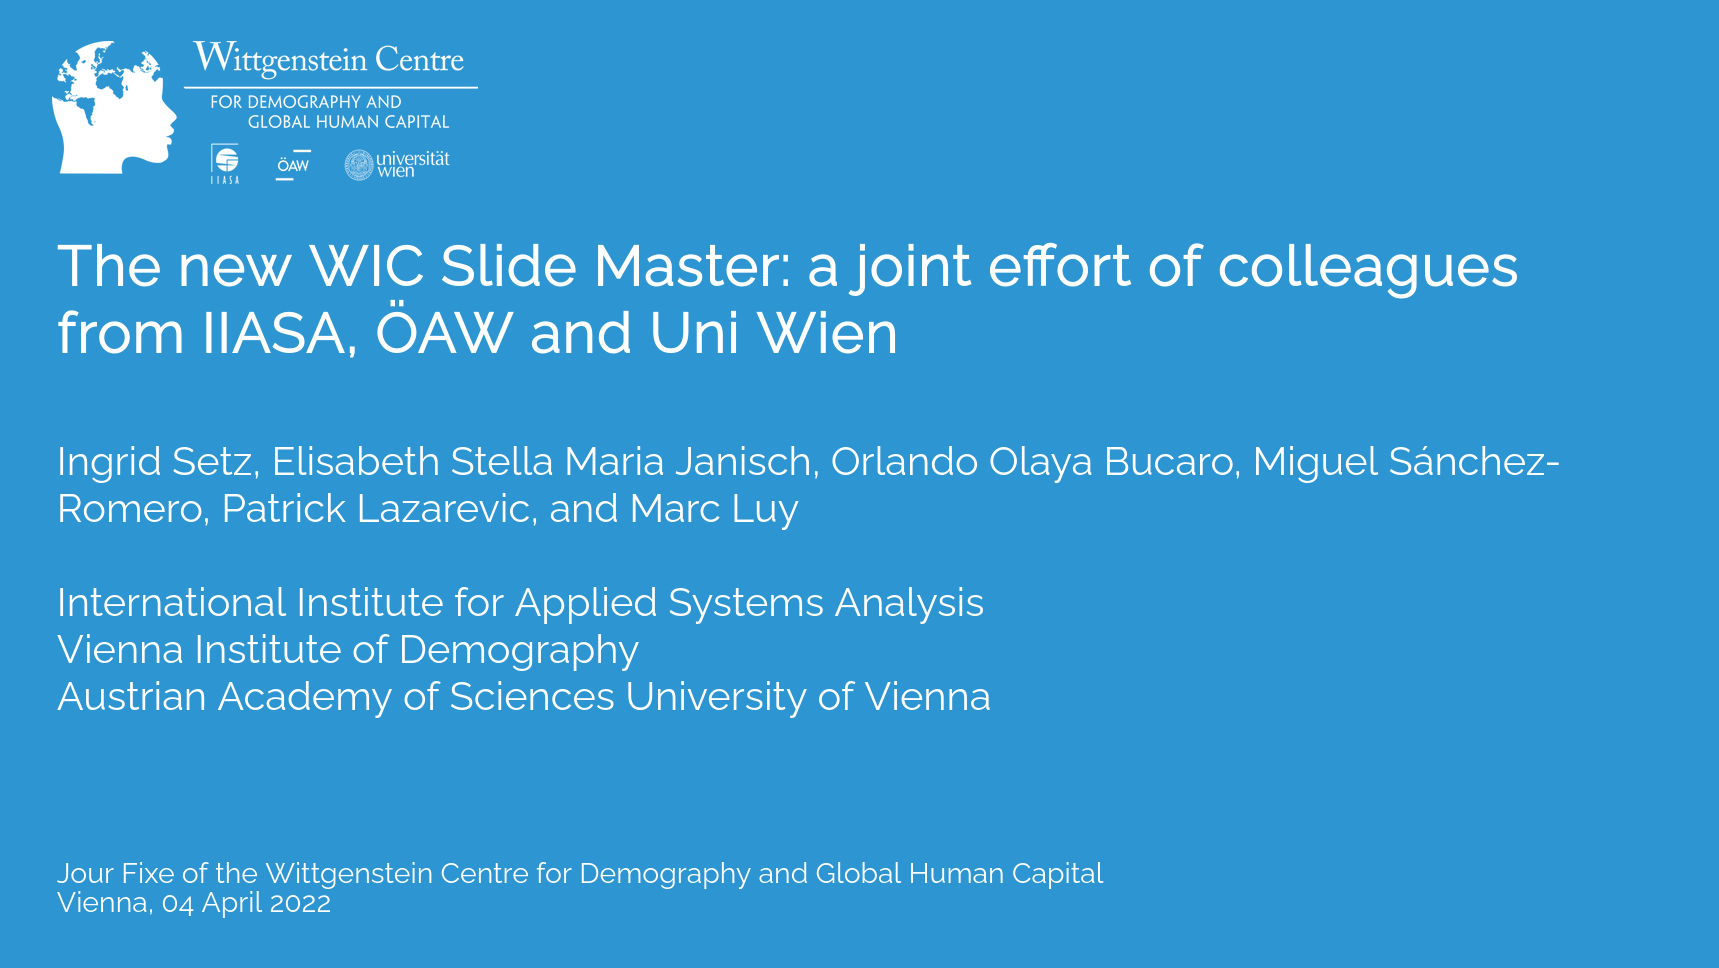 Wittgenstein Centre
FOR DEMOGRAPHY AND
GLOBAL HUMAN CAPITAL
IIASA
ÖAW
universität
wien
The new WIC Slide Master: a joint effort of colleagues
from IIASA, ÖAW and Uni Wien
Ingrid Setz, Elisabeth Stella Maria Janisch, Orlando Olaya Bucaro, Miguel Sánchez-
Romero, Patrick Lazarevic, and Marc Luy
International Institute for Applied Systems Analysis
Vienna Institute of Demography
Austrian Academy of Sciences University of Vienna
Jour Fixe of the Wittgenstein Centre for Demography and Global Human Capital
Vienna, 04 April 2022